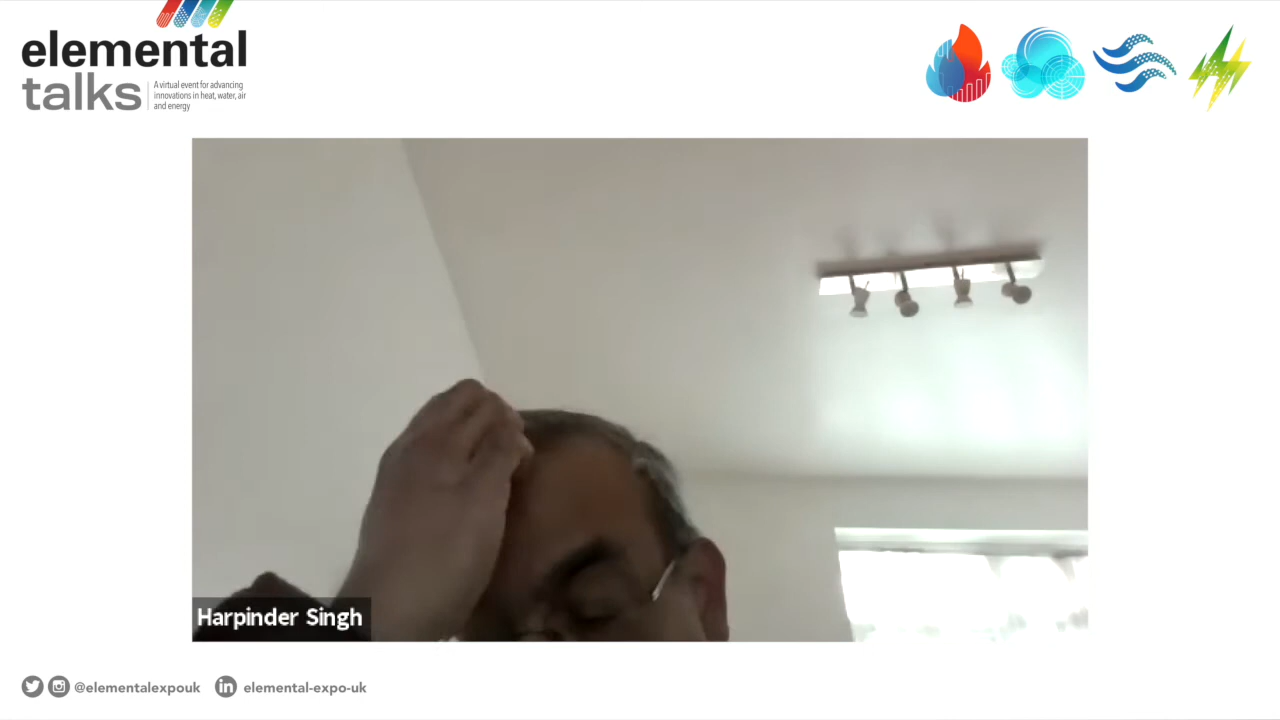 elemental
talks
A virtual event for advancing
innovations in heat, water, air
and energy
Harpinder Singh
@elementalexpouk
elemental-expo-uk